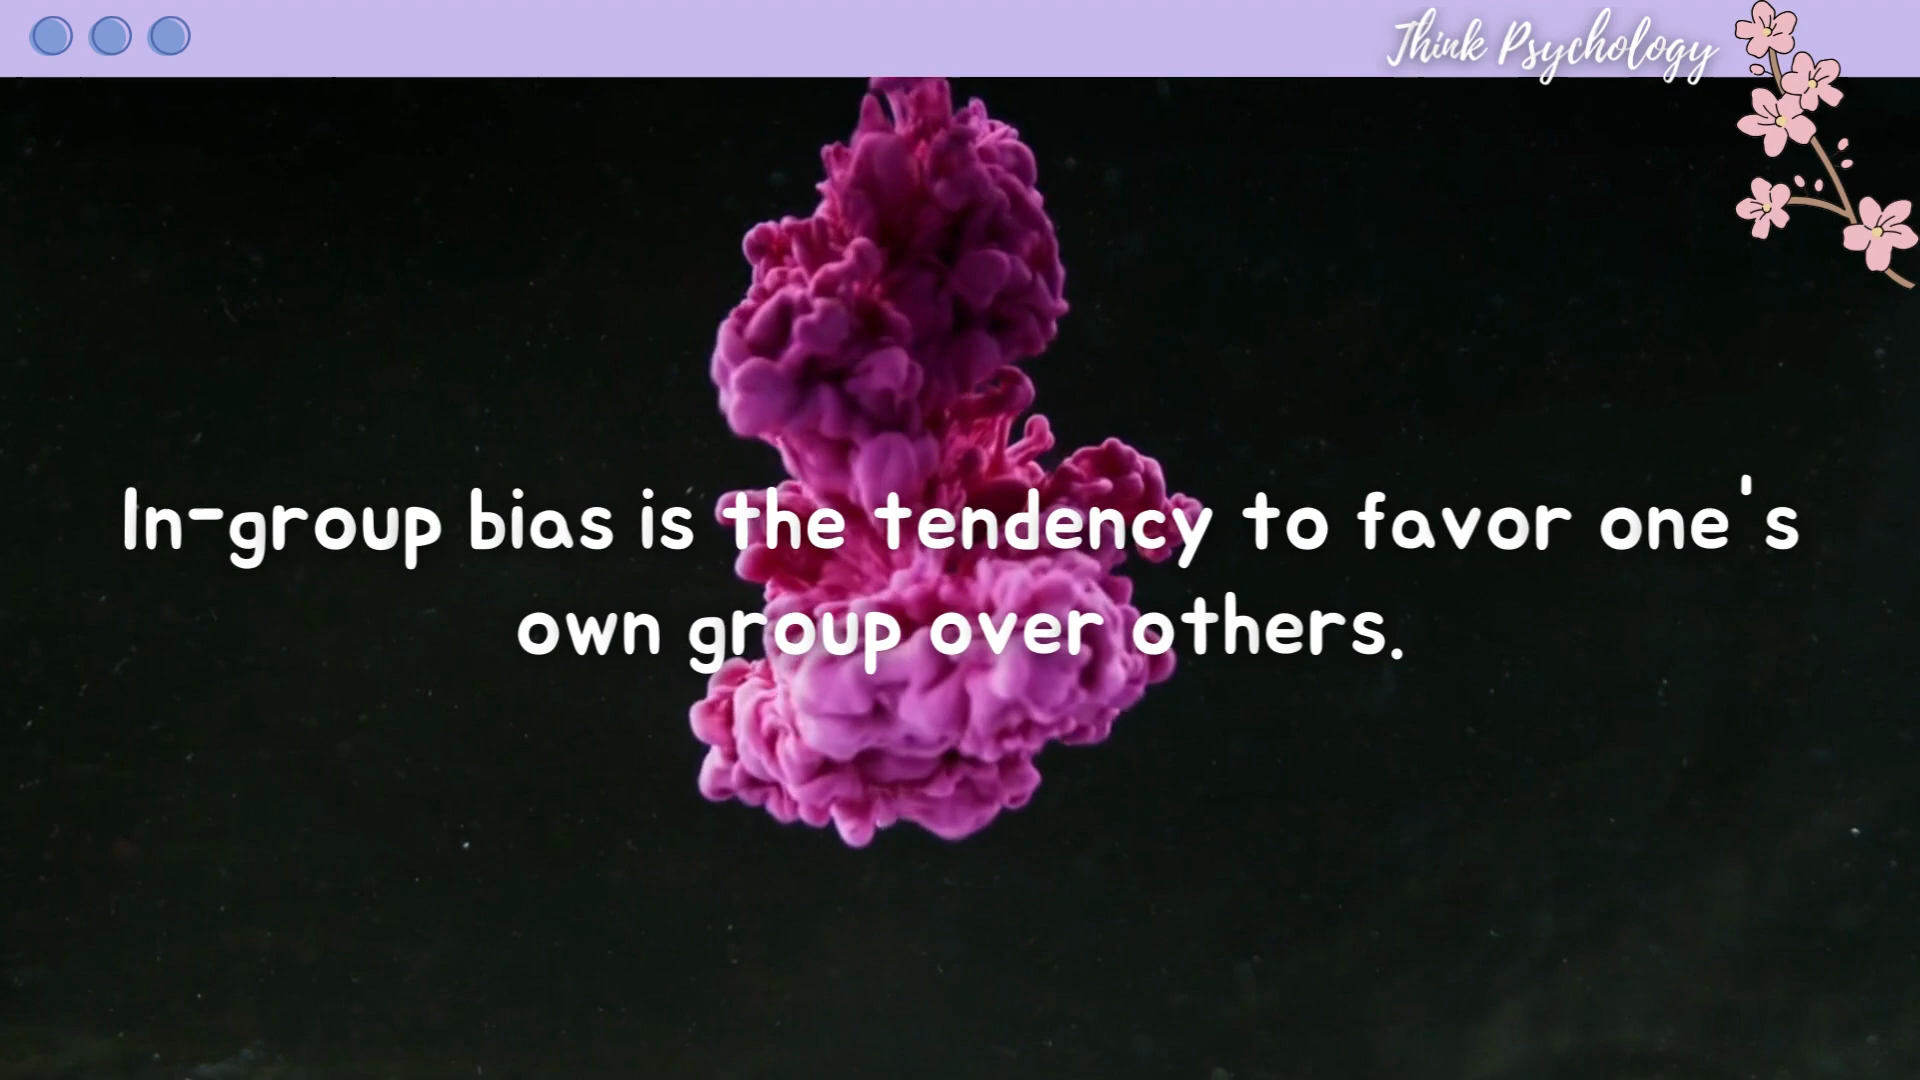 Think Psychology
In-group bias is the tendency to favor one's
own group over others.